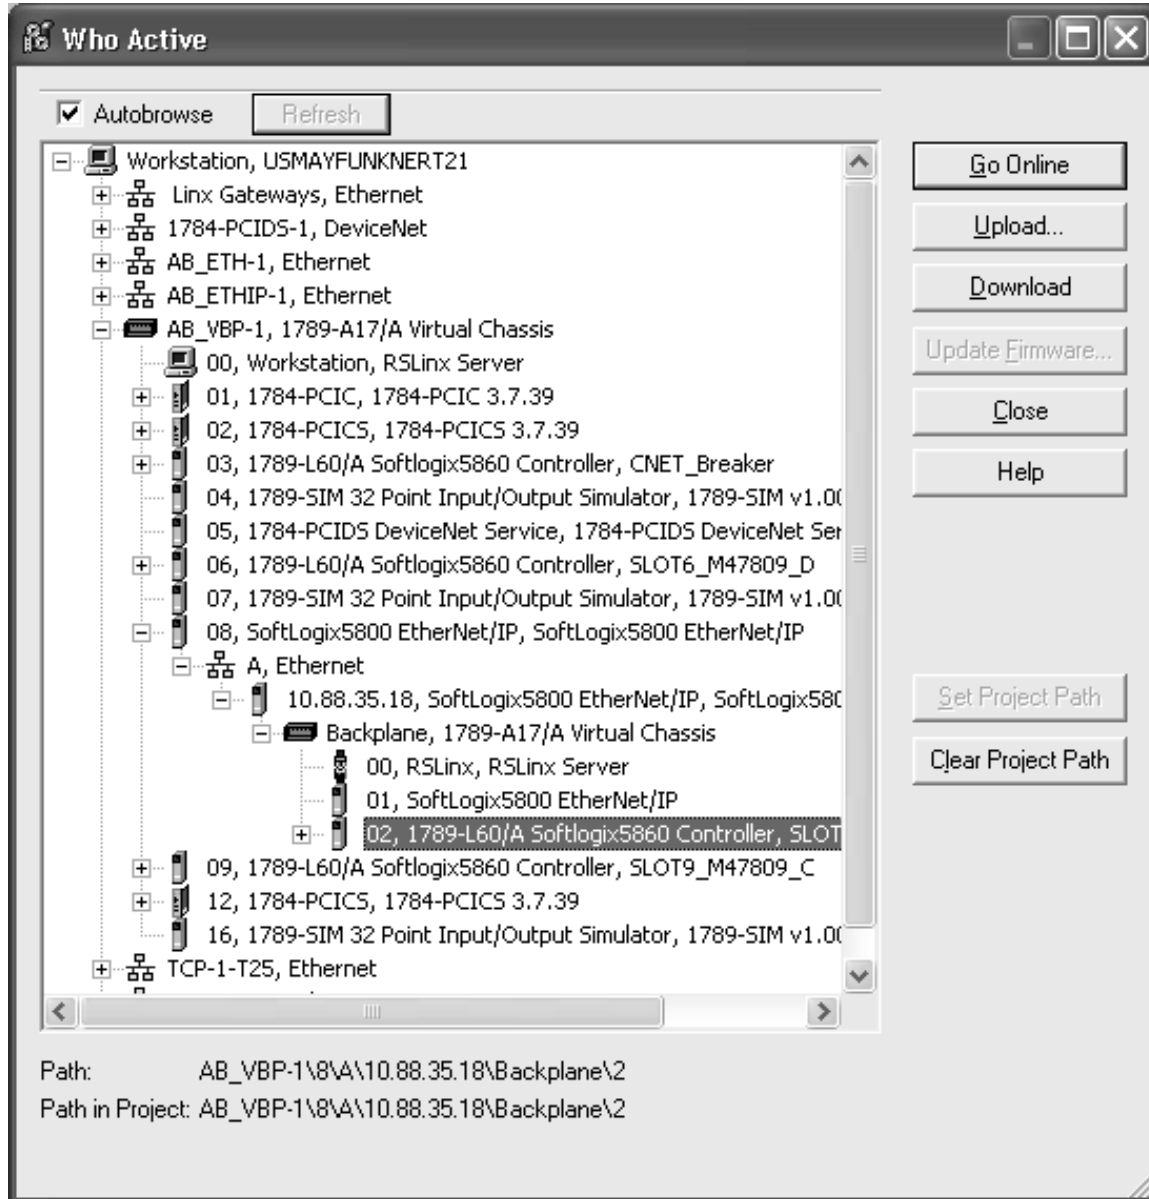 Who Active
Autobrowse
Refresh
Workstation, USMAYFUNKNERT21
Linx Gateways, Ethernet
1784-PCIDS-1, DeviceNet
AB_ETH-1, Ethernet
AB_ETHIP-1, Ethernet
AB_VBP-1, 1789-A17/A Virtual Chassis
00, Workstation, RSLinx Server
01, 1784-PCIC, 1784-PCIC 3.7.39
02, 1784-PCICS, 1784-PCICS 3.7.39
03, 1789-L60/A Softlogix5860 Controller, CNET_Breaker
04, 1789-SIM 32 Point Input/Output Simulator, 1789-SIM v1.00
05, 1784-PCIDS DeviceNet Service, 1784-PCIDS DeviceNet Ser
06, 1789-L60/A Softlogix5860 Controller, SLOT6_M47809_D
07, 1789-SIM 32 Point Input/Output Simulator, 1789-SIM v1.00
08, SoftLogix5800 EtherNet/IP, SoftLogix5800 EtherNet/IP
A, Ethernet
10.88.35.18, SoftLogix5800 EtherNet/IP, SoftLogix580
Backplane, 1789-A17/A Virtual Chassis
00, RSLinx, RSLinx Server
01, SoftLogix5800 EtherNet/IP
02, 1789-L60/A Softlogix5860 Controller, SLOT
09, 1789-L60/A Softlogix5860 Controller, SLOT9_M47809_C
12, 1784-PCICS, 1784-PCICS 3.7.39
16, 1789-SIM 32 Point Input/Output Simulator, 1789-SIM v1.00
TCP-1-T25, Ethernet
Go Online
Upload...
Download
Update Firmware...
Close
Help
Set Project Path
Clear Project Path
Path: AB_VBP-1\8\A\10.88.35.18\Backplane\2
Path in Project: AB_VBP-1\8\A\10.88.35.18\Backplane\2